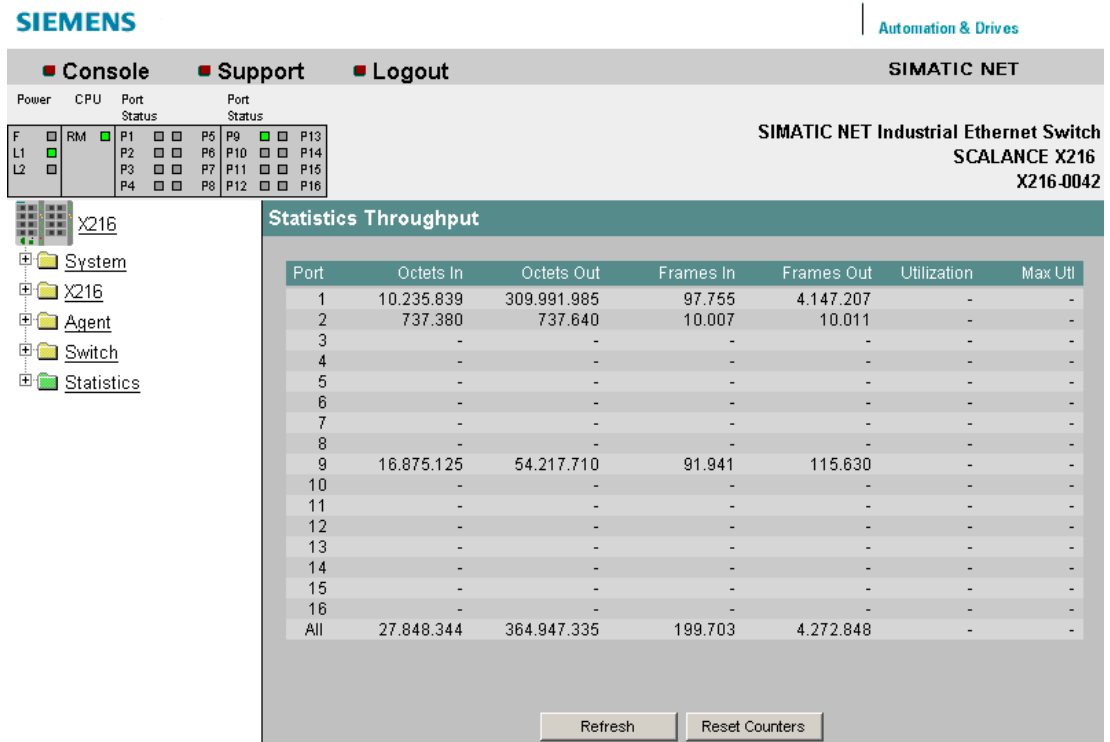 SIEMENS
Automation & Drives
Console Support Logout SIMATIC NET
Power CPU Port Status Port Status
F RM P1 P5 P9 P13
L1 P2 P6 P10 P14
L2 P3 P7 P11 P15
P4 P8 P12 P16
SIMATIC NET Industrial Ethernet Switch
SCALANCE X216
X216-0042
X216
System
X216
Agent
Switch
Statistics
Statistics Throughput
Port Octets In Octets Out Frames In Frames Out Utilization Max Utl
1 10.235.839 309.991.985 97.755 4.147.207 - -
2 737.380 737.640 10.007 10.011 - -
3 - - - - - -
4 - - - - - -
5 - - - - - -
6 - - - - - -
7 - - - - - -
8 - - - - - -
9 16.875.125 54.217.710 91.941 115.630 - -
10 - - - - - -
11 - - - - - -
12 - - - - - -
13 - - - - - -
14 - - - - - -
15 - - - - - -
16 - - - - - -
All 27.848.344 364.947.335 199.703 4.272.848 - -
Refresh Reset Counters